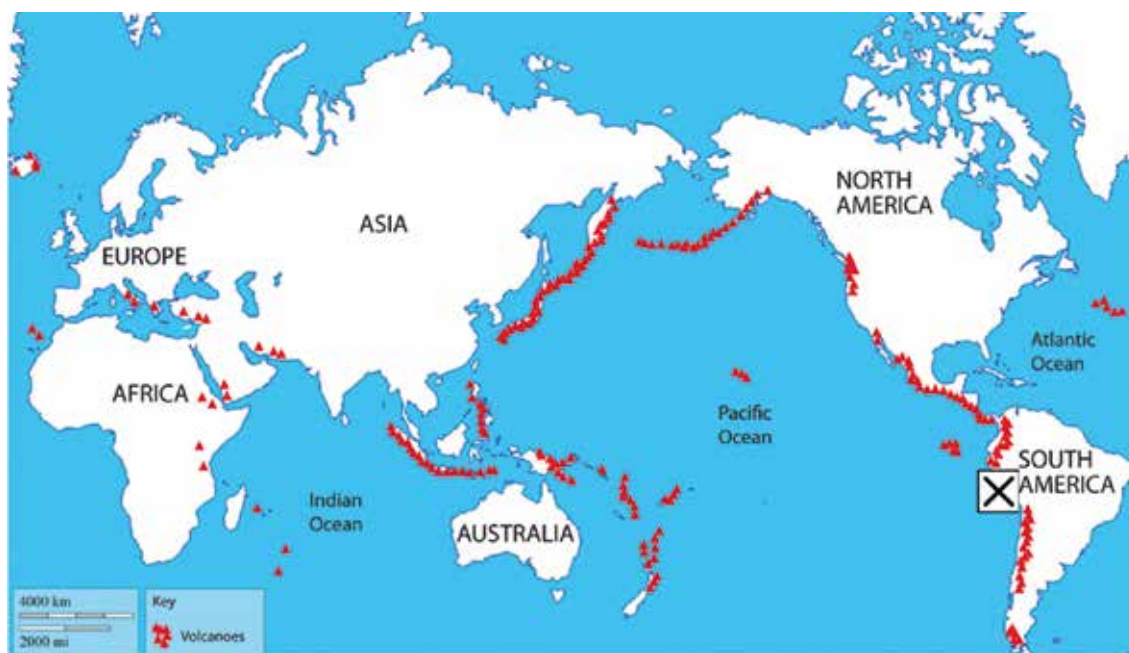 NORTH
AMERICA
ASIA
EUROPE
Atlantic
Ocean
AFRICA
Pacific
Ocean
SOUTH
AMERICA
Indian
Ocean
AUSTRALIA
4000 km
2000 mi
Key
Volcanoes